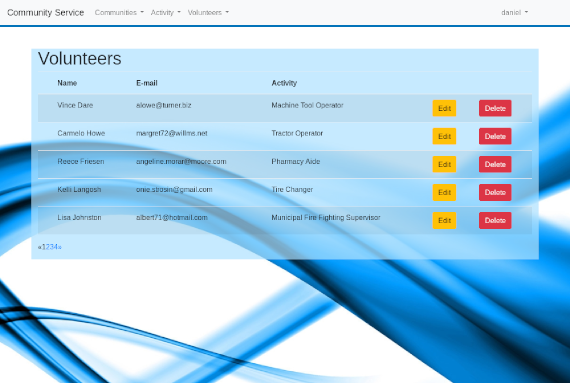 Community Service Communities Activity Volunteers daniel
Volunteers
Name E-mail Activity
Vince Dare alowe@turner.biz Machine Tool Operator Edit Delete
Carmelo Howe margret72@willms.net Tractor Operator Edit Delete
Reece Friesen angeline.morar@moore.com Pharmacy Aide Edit Delete
Kelli Langosh onie.strosin@gmail.com Tire Changer Edit Delete
Lisa Johnston albert71@hotmail.com Municipal Fire Fighting Supervisor Edit Delete
«1234»